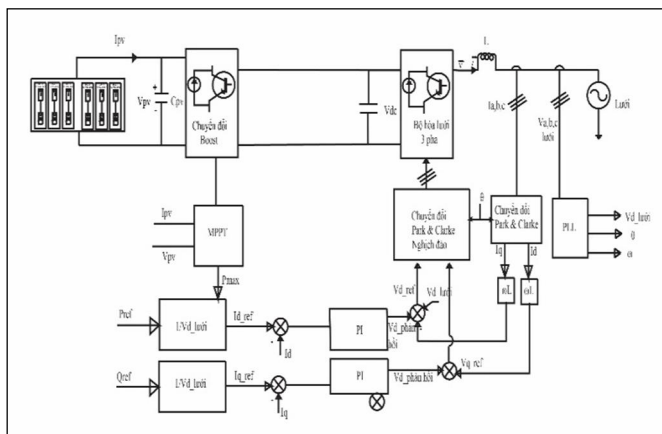 Ipv
L
Vpv
Cpv
Chuyển đổi
Boost
Vdc
Bộ hòa lưới
3 pha
Ia,b,c
Va,b,c
lưới
Lưới
Ipv
Vpv
MPPT
Pmax
Chuyển đổi
Park & Clarke
Nghịch đảo
θ
Chuyển đổi
Park & Clarke
PLL
Vd_lưới
θ
ω
Iq
Id
ωL
ωL
Vd_ref
Vd_lưới
Pref
1/Vd_lưới
Id_ref
-
Id
PI
Vd_phản
hồi
Qref
1/Vd_lưới
Iq_ref
-
Iq
PI
Vd_phản hồi
Vq_ref